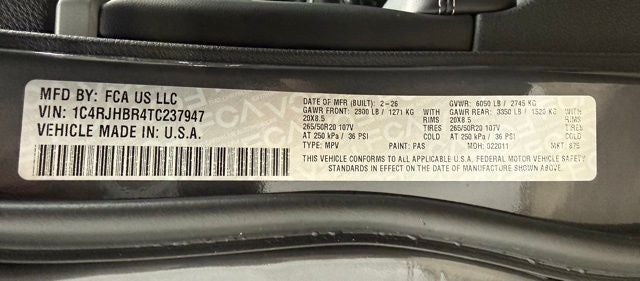 MFD BY: FCA US LLC
VIN: 1C4RJHBR4TC237947
VEHICLE MADE IN: U.S.A.
DATE OF MFR (BUILT): 2-26 GVWR: 6050 LB / 2745 KG
GAWR FRONT: 2800 LB / 1271 KG GAWR REAR: 3350 LB / 1520 KG
20X8.5 RIMS 20X8.5 RIMS
265/50R20 107V TIRES 265/50R20 107V TIRES
AT 250 kPa / 36 PSI COLD AT 250 kPa / 36 PSI COLD
TYPE: MPV PAINT: PAS MDH: 022011 MKT: 875
THIS VEHICLE CONFORMS TO ALL APPLICABLE U.S.A. FEDERAL MOTOR VEHICLE SAFETY
STANDARDS IN EFFECT ON THE DATE OF MANUFACTURE SHOWN ABOVE.